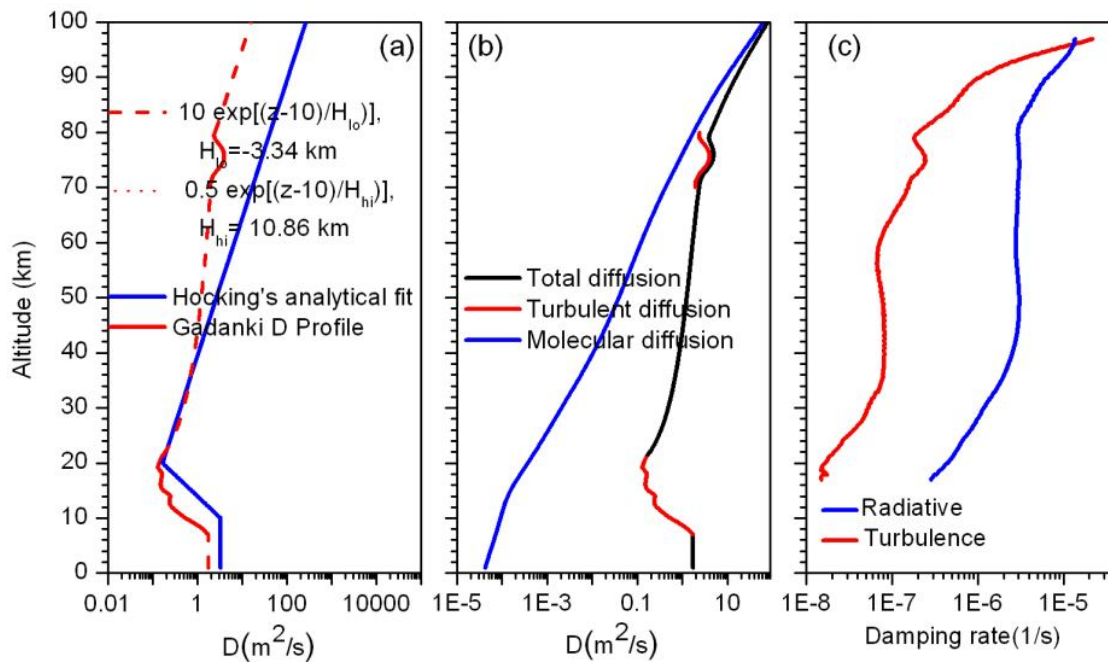 (a)
100
90
80
70
60
50
40
30
20
10
0
Altitude (km)
10 exp[(z-10)/H_lo)],
H_lo=-3.34 km
0.5 exp[(z-10)/H_hi)],
H_hi= 10.86 km
Hocking's analytical fit
Gadanki D Profile
0.01 1 100 10000
D(m²/s)
(b)
Total diffusion
Turbulent diffusion
Molecular diffusion
1E-5 1E-3 0.1 10
D(m²/s)
(c)
Radiative
Turbulence
1E-8 1E-7 1E-6 1E-5
Damping rate(1/s)